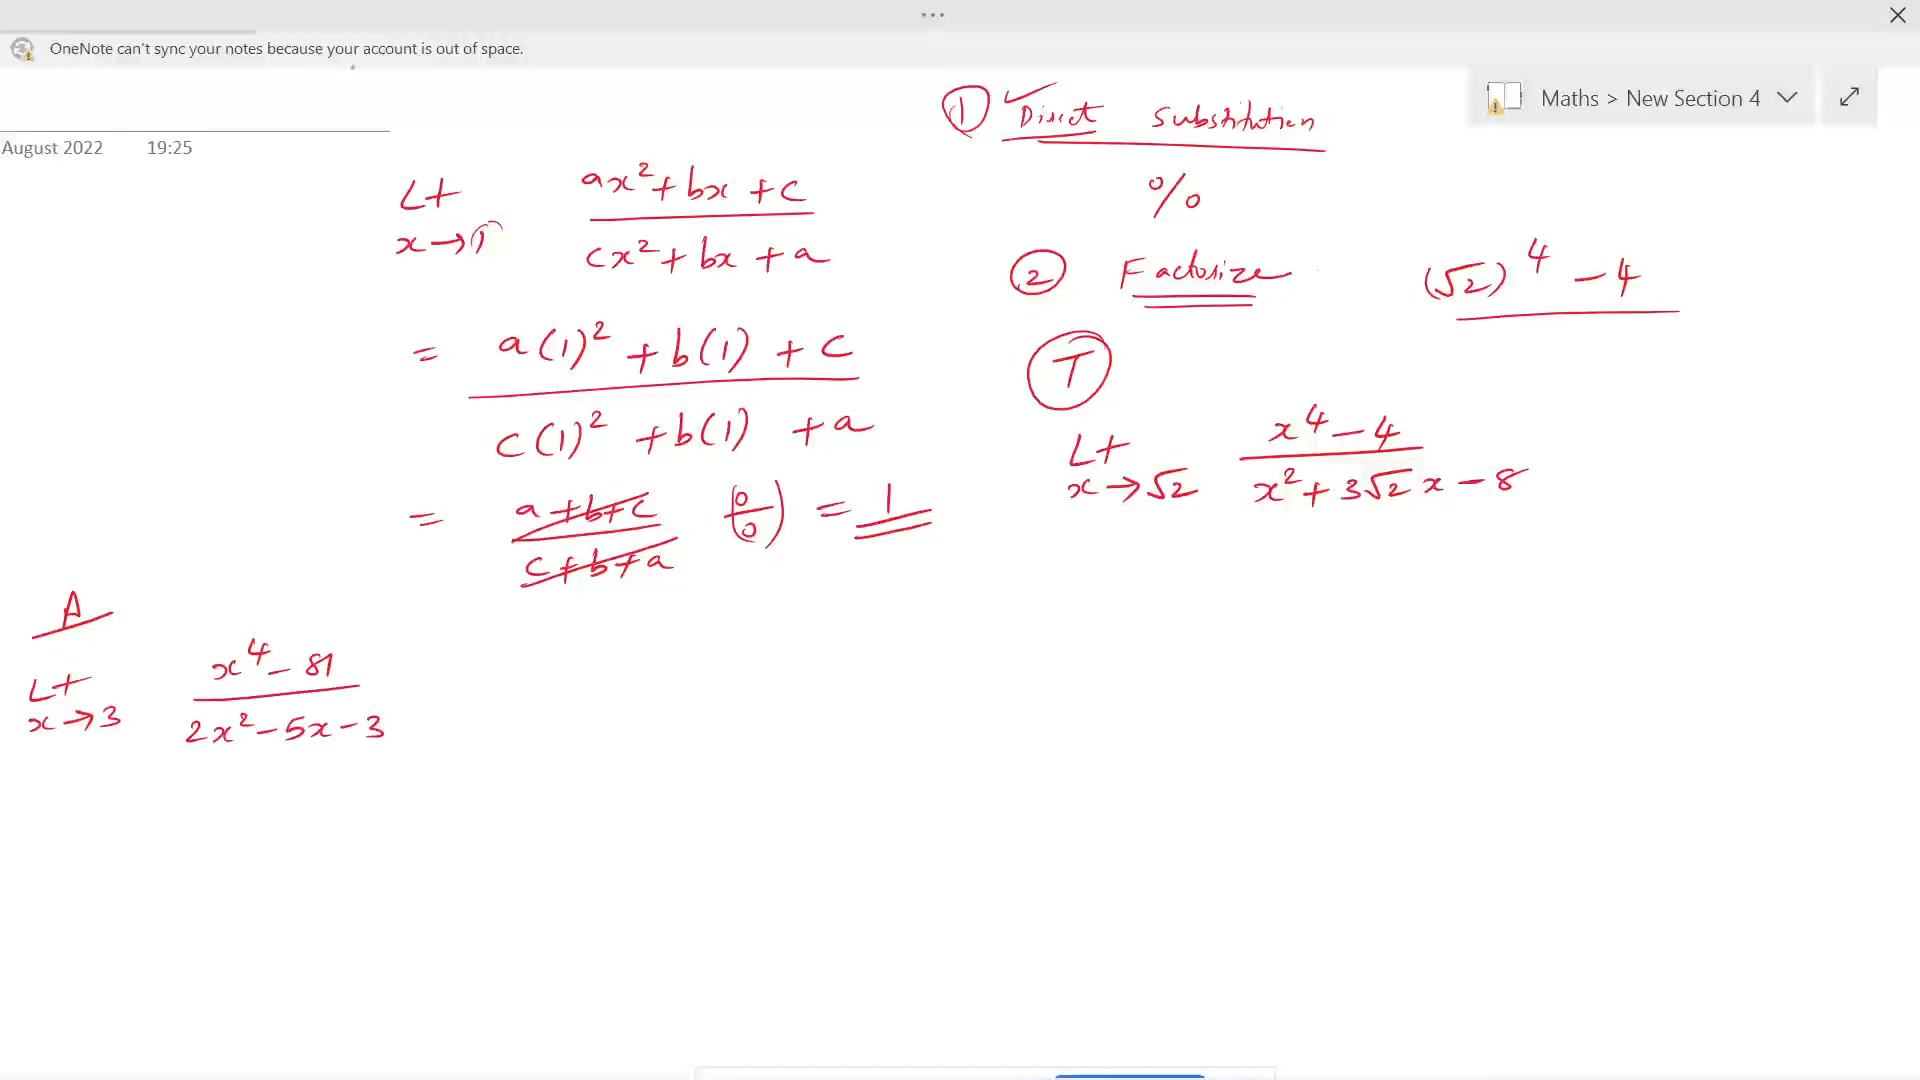 ...
OneNote can't sync your notes because your account is out of space.
Maths > New Section 4
August 2022 19:25
① ✓ Direct Substitution
Lt x→1 (ax²+bx+c)/(cx²+bx+a)
0/0
② Factorize
(√2)⁴ − 4
= (a(1)² + b(1) + c)/(c(1)² + b(1) + a)
T
Lt x→√2 (x⁴−4)/(x²+3√2x−8)
= (a+b+c)/(c+b+a) (0/0) = 1
A
Lt x→3 (x⁴−81)/(2x²−5x−3)